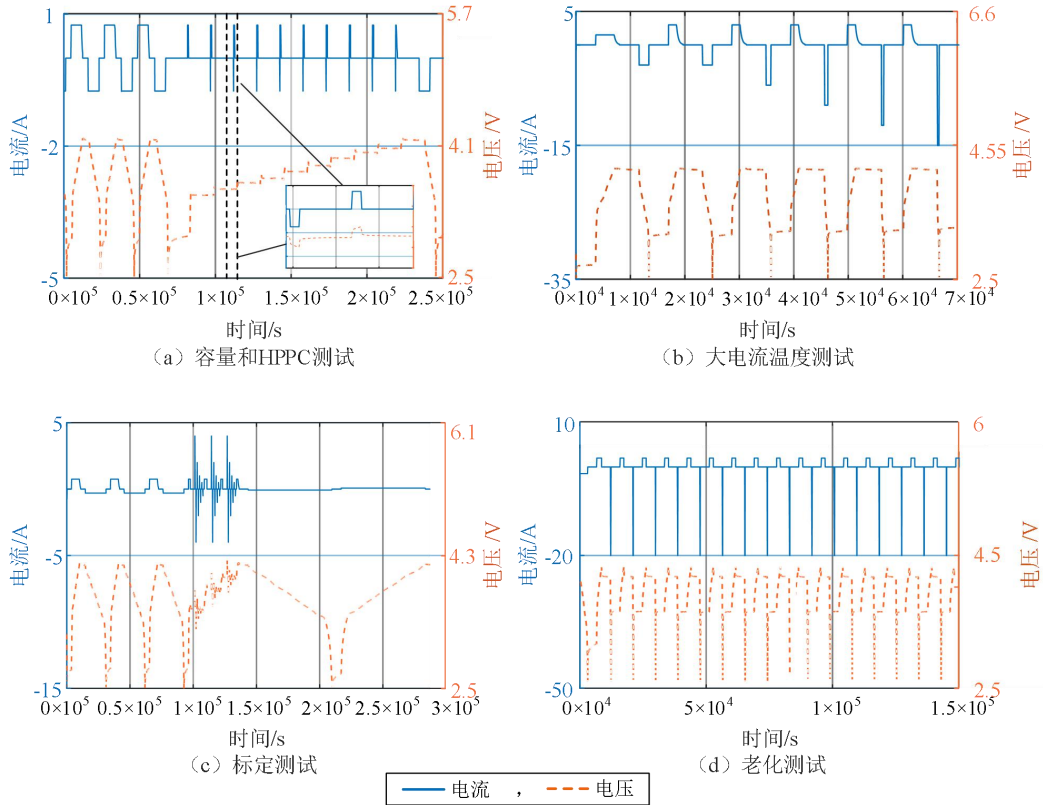 1
5.7
电流/A
-2
4.1
电压/V
-5
2.5
0×10⁵ 0.5×10⁵ 1×10⁵ 1.5×10⁵ 2×10⁵ 2.5×10⁵
时间/s
（a）容量和HPPC测试
5
6.6
电流/A
-15
4.55
电压/V
-35
2.5
0×10⁴ 1×10⁴ 2×10⁴ 3×10⁴ 4×10⁴ 5×10⁴ 6×10⁴ 7×10⁴
时间/s
（b）大电流温度测试
5
6.1
电流/A
-5
4.3
电压/V
-15
2.5
0×10⁵ 0.5×10⁵ 1×10⁵ 1.5×10⁵ 2×10⁵ 2.5×10⁵ 3×10⁵
时间/s
（c）标定测试
10
6
电流/A
-20
4.5
电压/V
-50
2.5
0×10⁴ 5×10⁴ 1×10⁵ 1.5×10⁵
时间/s
（d）老化测试
电流 ， 电压